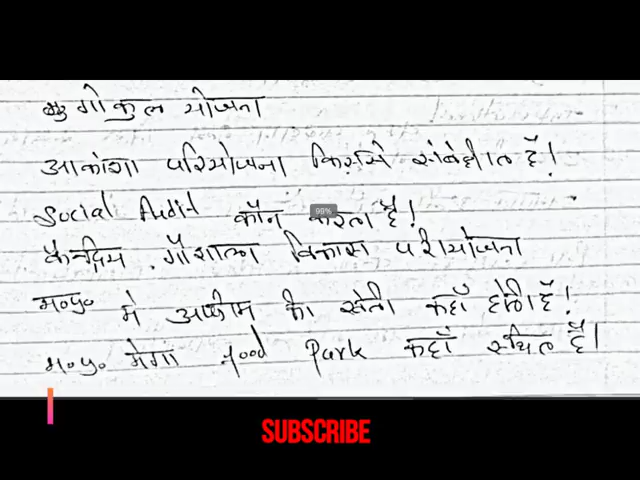 गोकुल योजना
आकांशा परियोजना किससे संबंधीत है!
Social Audit कौन करता है!
99%
केन्द्रिय गौशाला विकास परीयोजना
म०प्र० मे अफीम की खेती कहाँ होती है!
म०प्र० मेगा food Park कहाँ स्थित है।
SUBSCRIBE